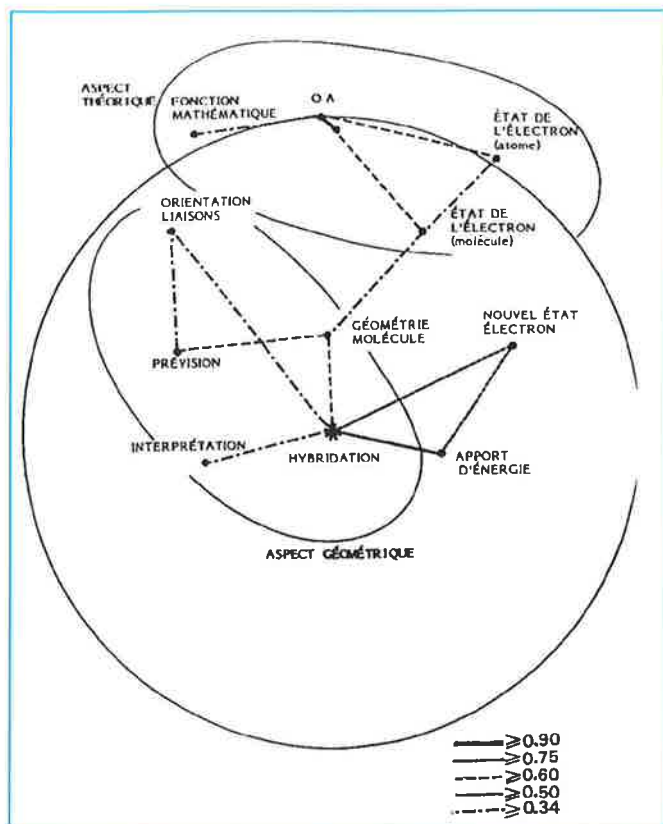 ASPECT
THÉORIQUE
FONCTION
MATHÉMATIQUE
O A
ÉTAT DE
L'ÉLECTRON
(atome)
ORIENTATION
LIAISONS
ÉTAT DE
L'ÉLECTRON
(molécule)
NOUVEL ÉTAT
ÉLECTRON
GÉOMÉTRIE
MOLÉCULE
PRÉVISION
INTERPRÉTATION
HYBRIDATION
APPORT
D'ÉNERGIE
ASPECT GÉOMÉTRIQUE
⩾0.90
⩾0.75
⩾0.60
⩾0.50
⩾0.34